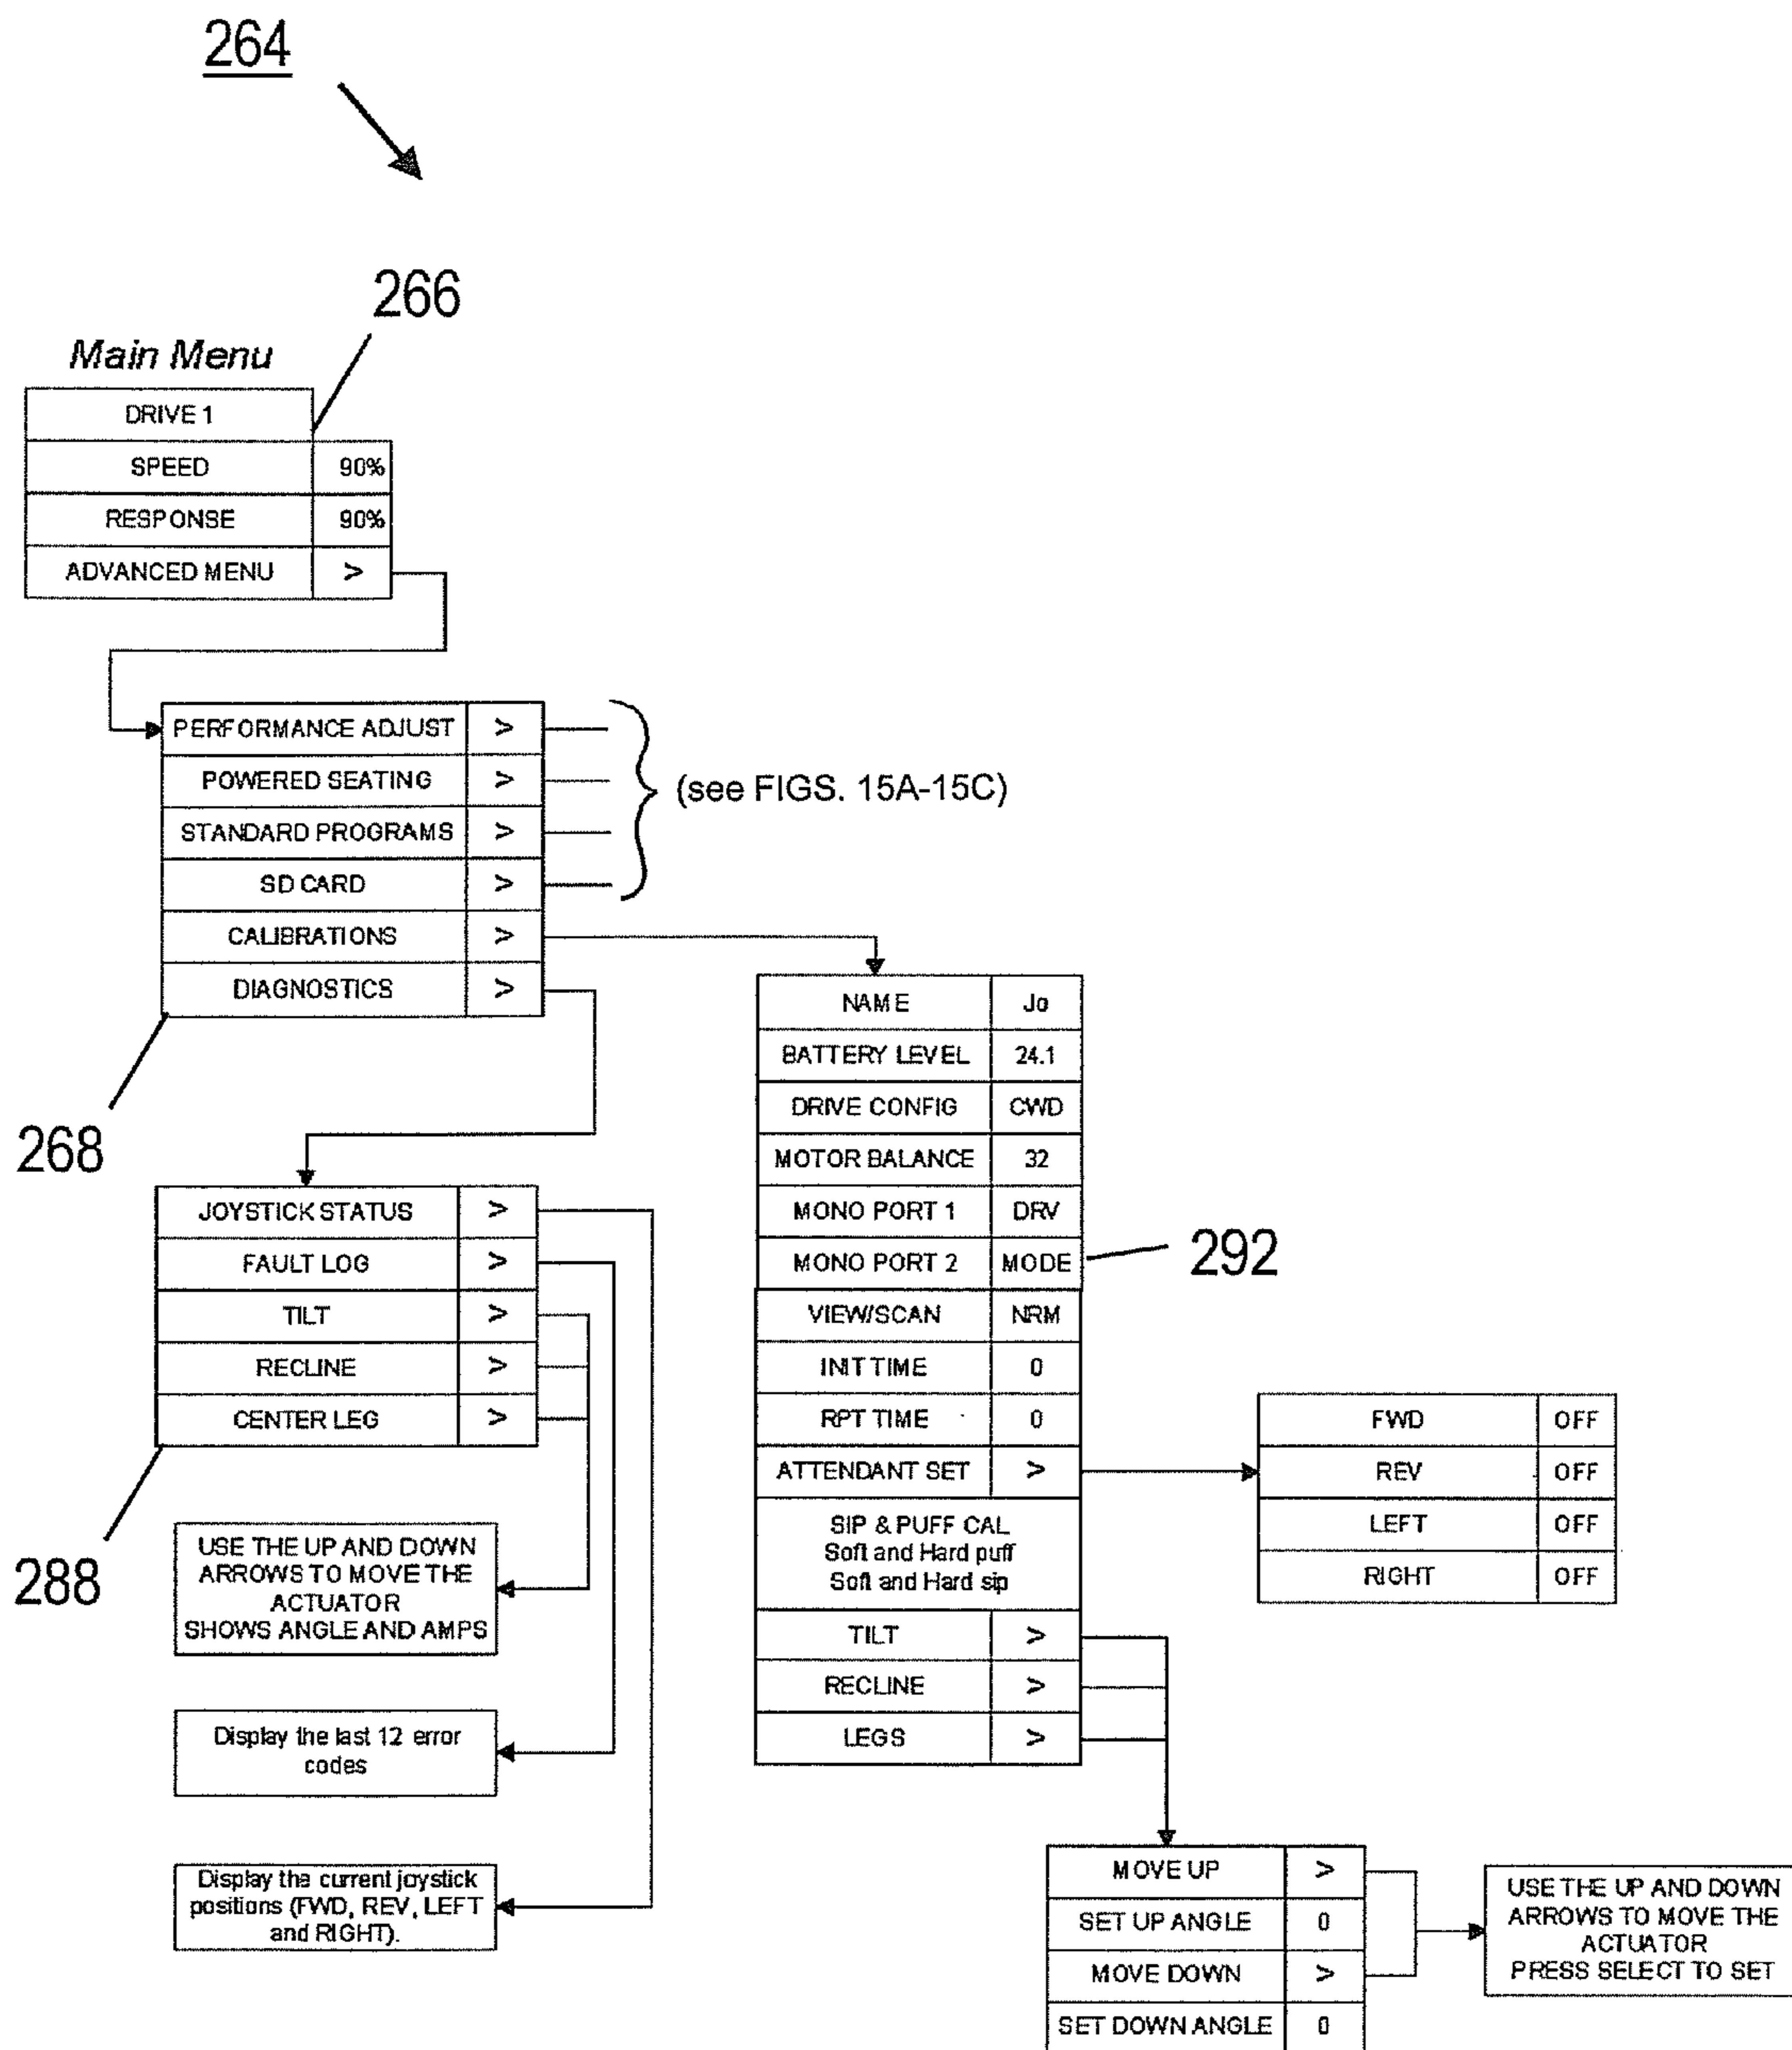 264
266
Main Menu
DRIVE 1
SPEED 90%
RESPONSE 90%
ADVANCED MENU >
PERFORMANCE ADJUST >
POWERED SEATING >
STANDARD PROGRAMS >
SD CARD >
CALIBRATIONS >
DIAGNOSTICS >
(see FIGS. 15A-15C)
268
JOYSTICK STATUS >
FAULT LOG >
TILT >
RECLINE >
CENTER LEG >
288
USE THE UP AND DOWN
ARROWS TO MOVE THE
ACTUATOR
SHOWS ANGLE AND AMPS
Display the last 12 error
codes
Display the current joystick
positions (FWD, REV, LEFT
and RIGHT).
NAME Jo
BATTERY LEVEL 24.1
DRIVE CONFIG CWD
MOTOR BALANCE 32
MONO PORT 1 DRV
MONO PORT 2 MODE
292
VIEW/SCAN NRM
INIT TIME 0
RPT TIME 0
ATTENDANT SET >
SIP & PUFF CAL
Soft and Hard puff
Soft and Hard sip
TILT >
RECLINE >
LEGS >
FWD OFF
REV OFF
LEFT OFF
RIGHT OFF
MOVE UP >
SET UP ANGLE 0
MOVE DOWN >
SET DOWN ANGLE 0
USE THE UP AND DOWN
ARROWS TO MOVE THE
ACTUATOR
PRESS SELECT TO SET